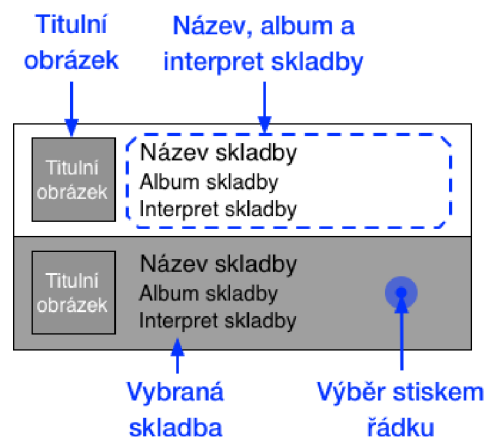 Titulní
obrázek
Název, album a
interpret skladby
Titulní
obrázek
Název skladby
Album skladby
Interpret skladby
Titulní
obrázek
Název skladby
Album skladby
Interpret skladby
Vybraná
skladba
Výběr stiskem
řádku